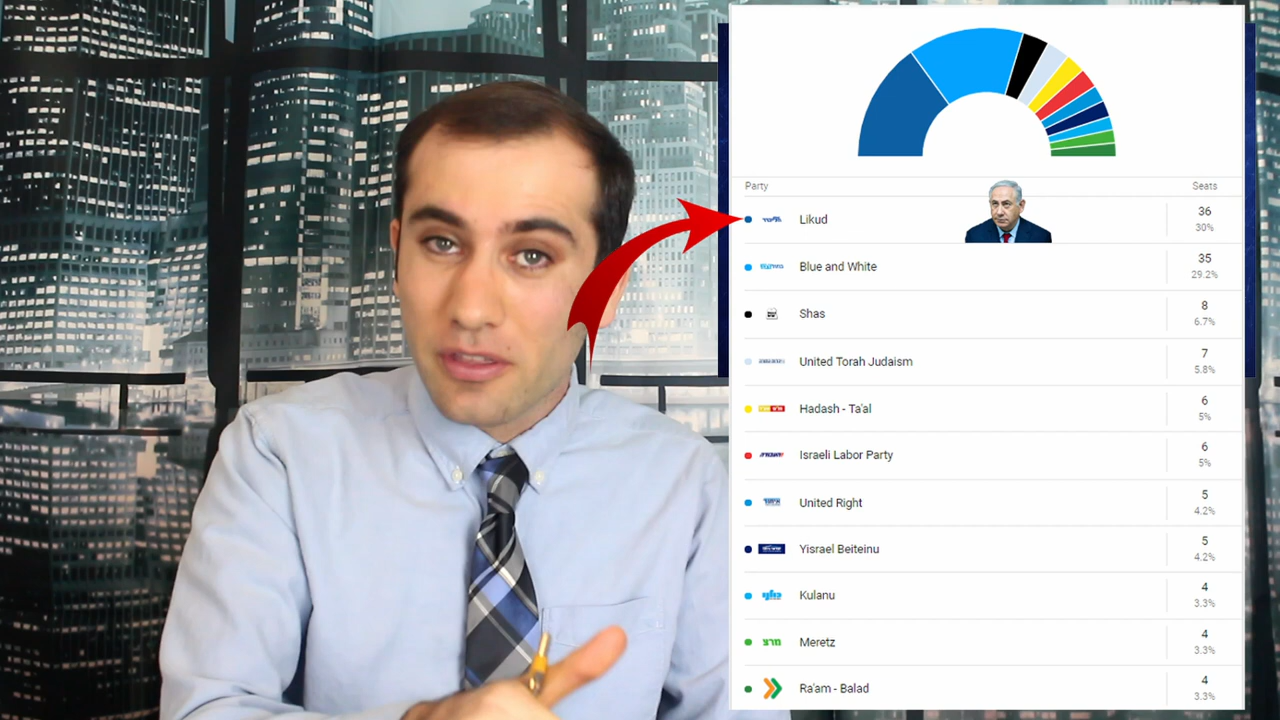 Party Seats
Likud 36
30%
Blue and White 35
29.2%
Shas 8
6.7%
United Torah Judaism 7
5.8%
Hadash - Ta'al 6
5%
Israeli Labor Party 6
5%
United Right 5
4.2%
Yisrael Beiteinu 5
4.2%
כולנו Kulanu 4
3.3%
מרצ Meretz 4
3.3%
Ra'am - Balad 4
3.3%